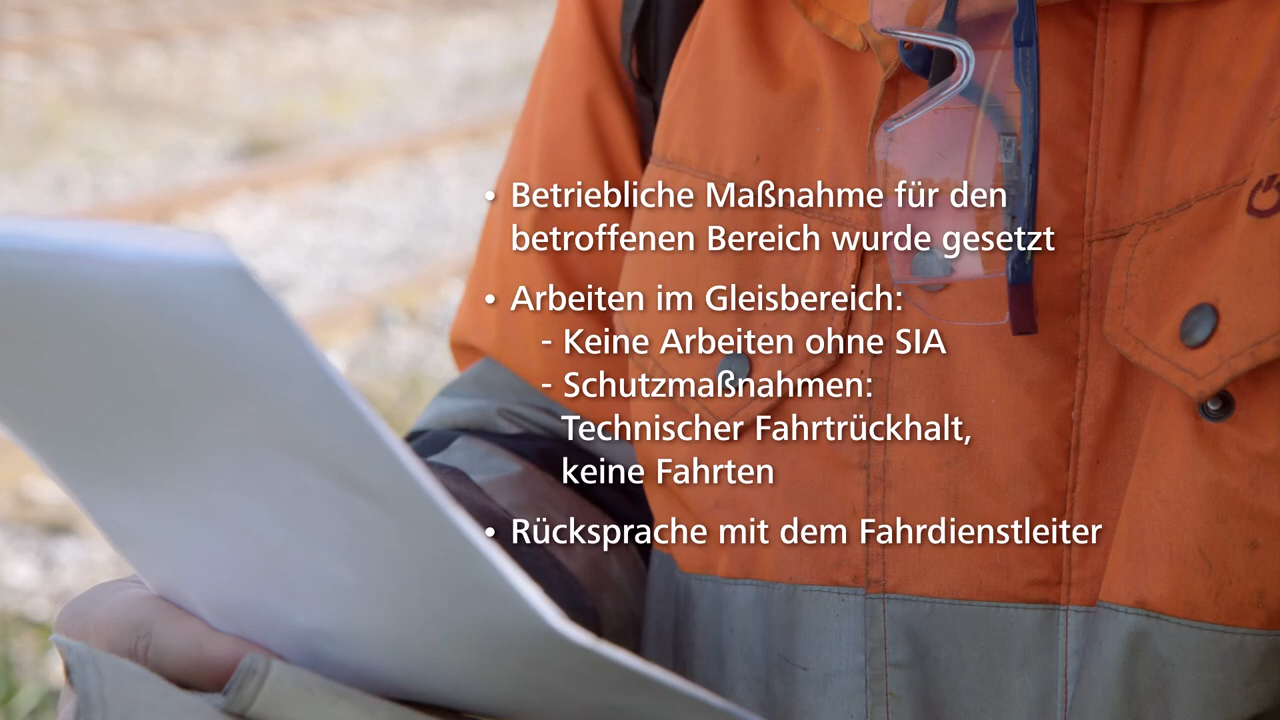 • Betriebliche Maßnahme für den
betroffenen Bereich wurde gesetzt
• Arbeiten im Gleisbereich:
- Keine Arbeiten ohne SIA
- Schutzmaßnahmen:
Technischer Fahrtrückhalt,
keine Fahrten
• Rücksprache mit dem Fahrdienstleiter